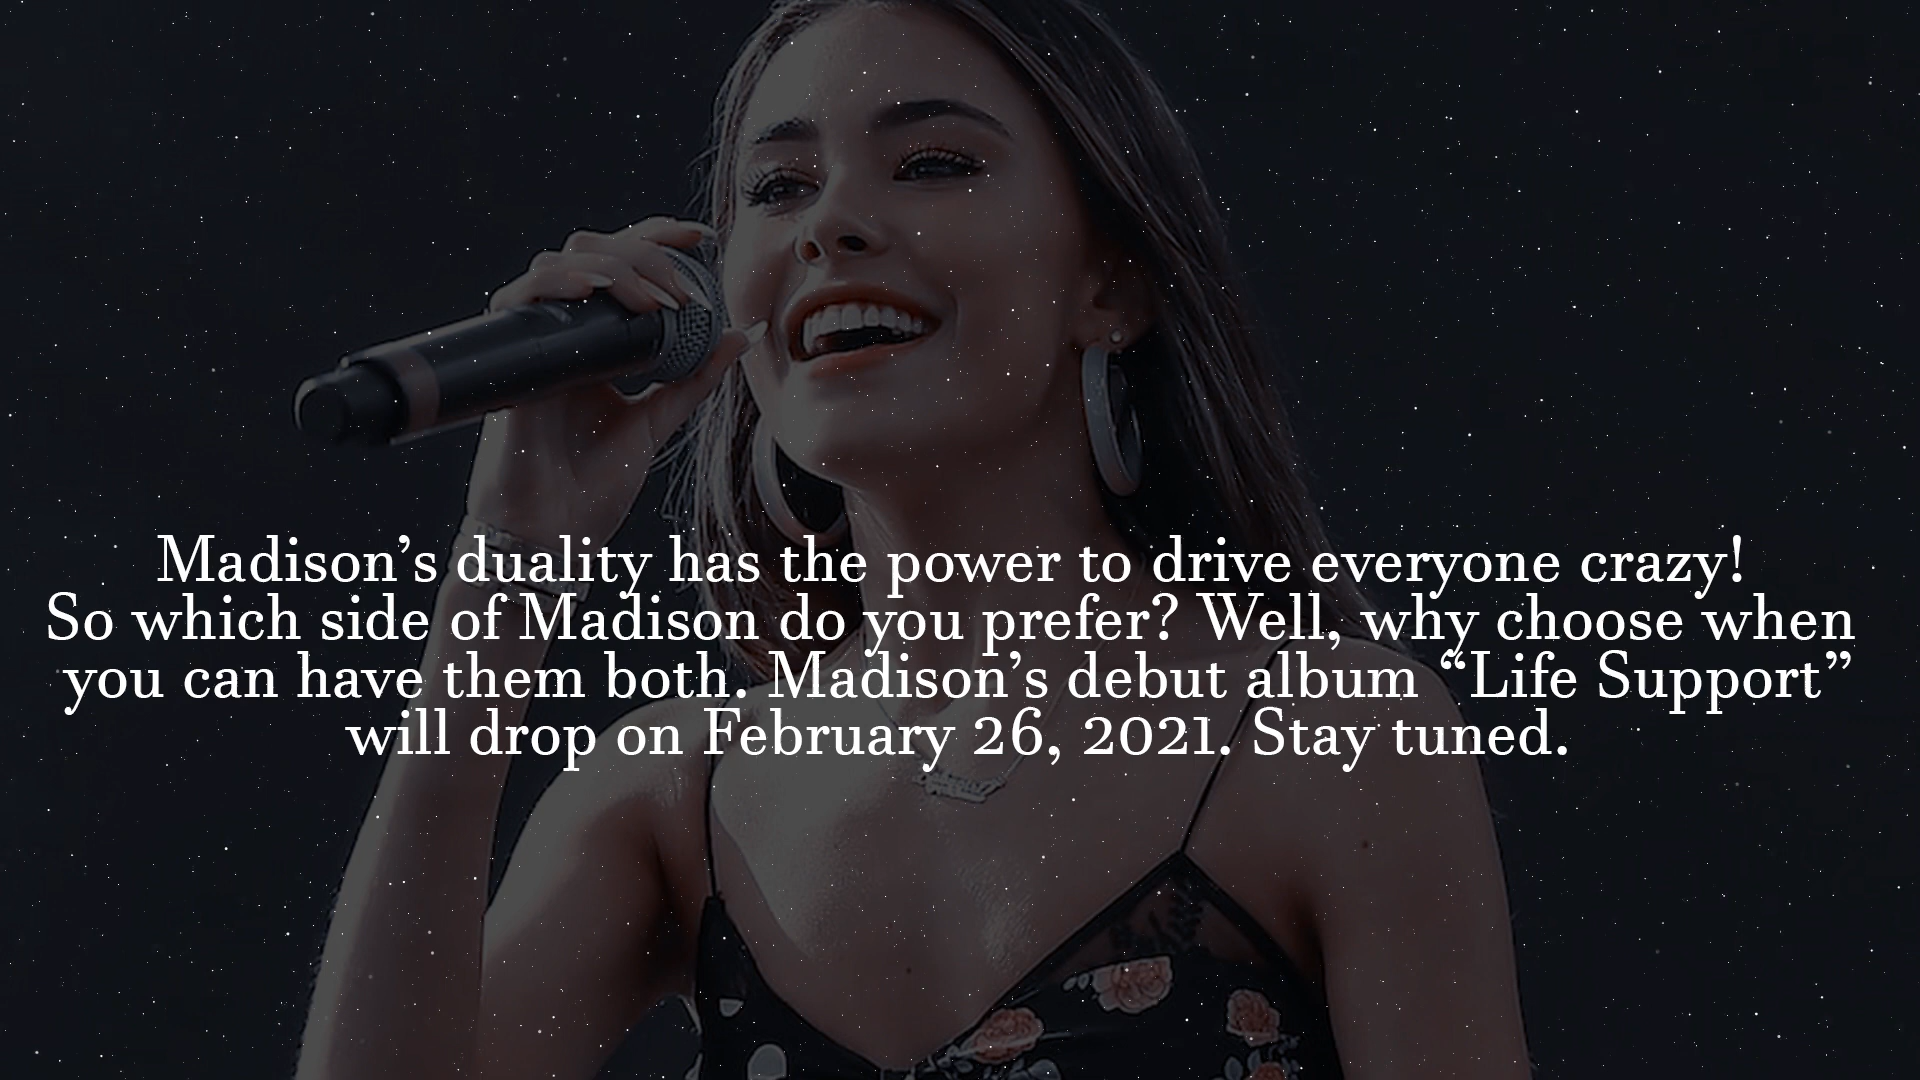 Madison’s duality has the power to drive everyone crazy!
So which side of Madison do you prefer? Well, why choose when
you can have them both. Madison’s debut album “Life Support”
will drop on February 26, 2021. Stay tuned.